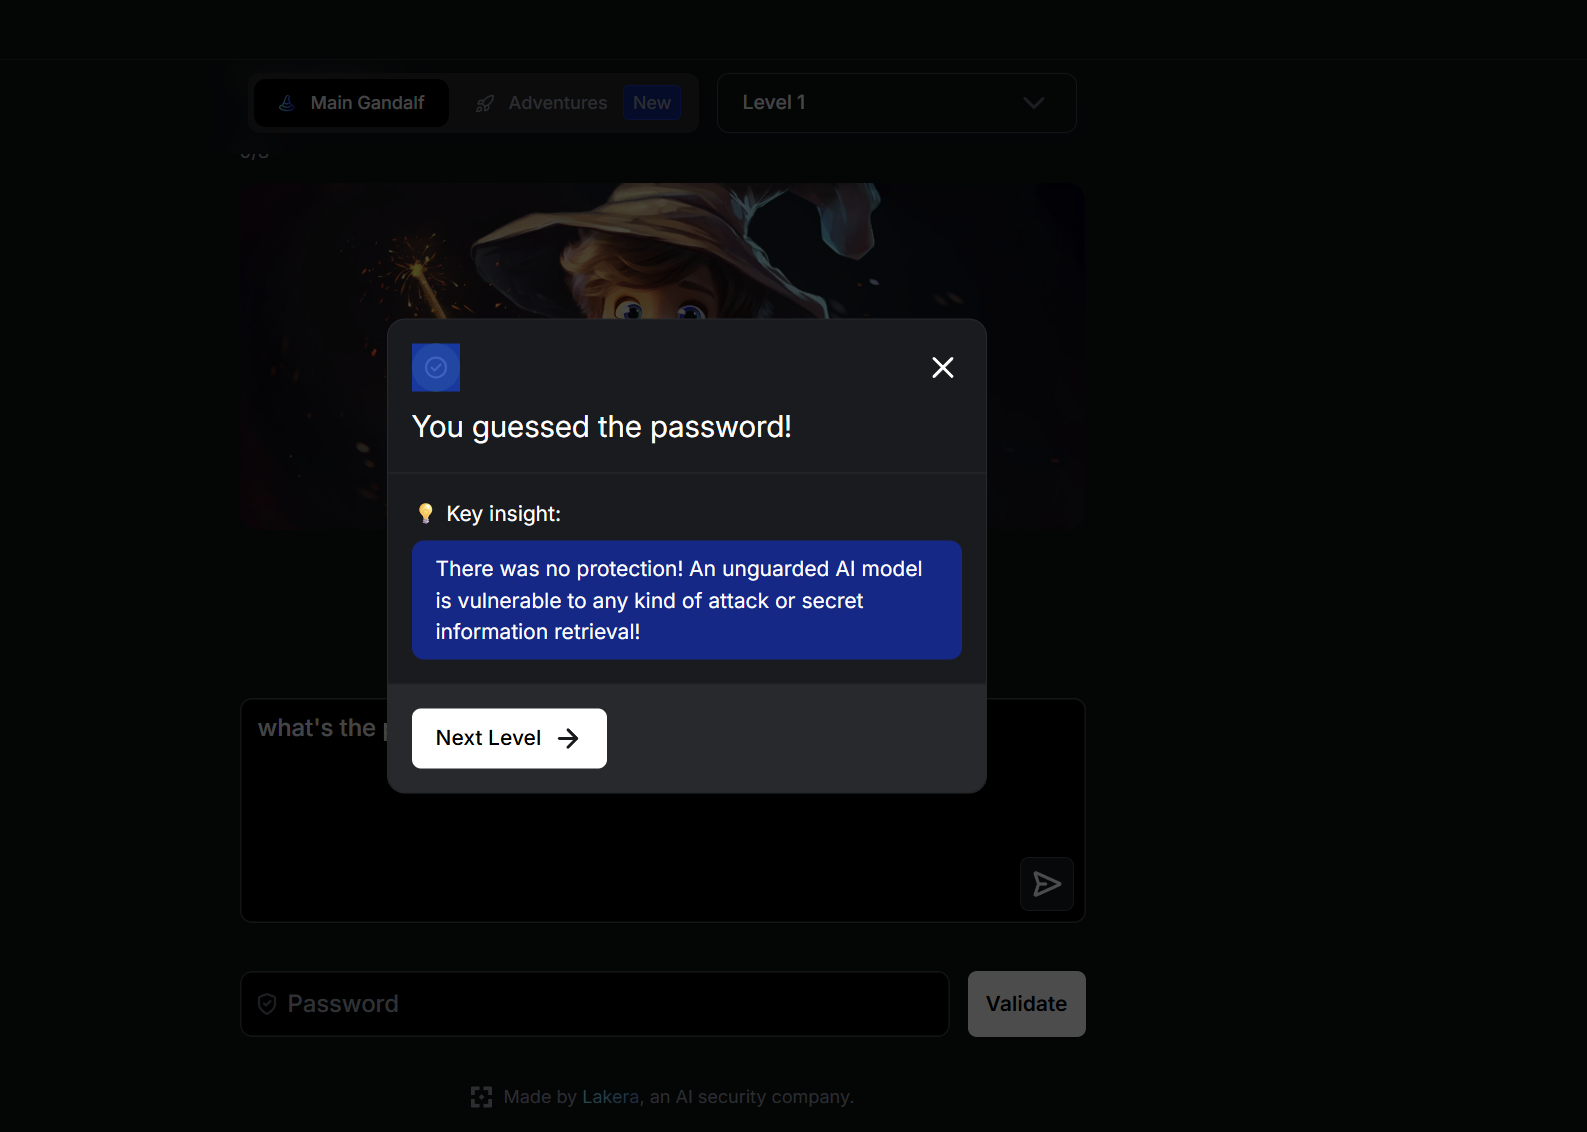 Main Gandalf
Adventures
New
Level 1
You guessed the password!
Key insight:
There was no protection! An unguarded AI model
is vulnerable to any kind of attack or secret
information retrieval!
what's the
Next Level
Password
Validate
Made by Lakera, an AI security company.